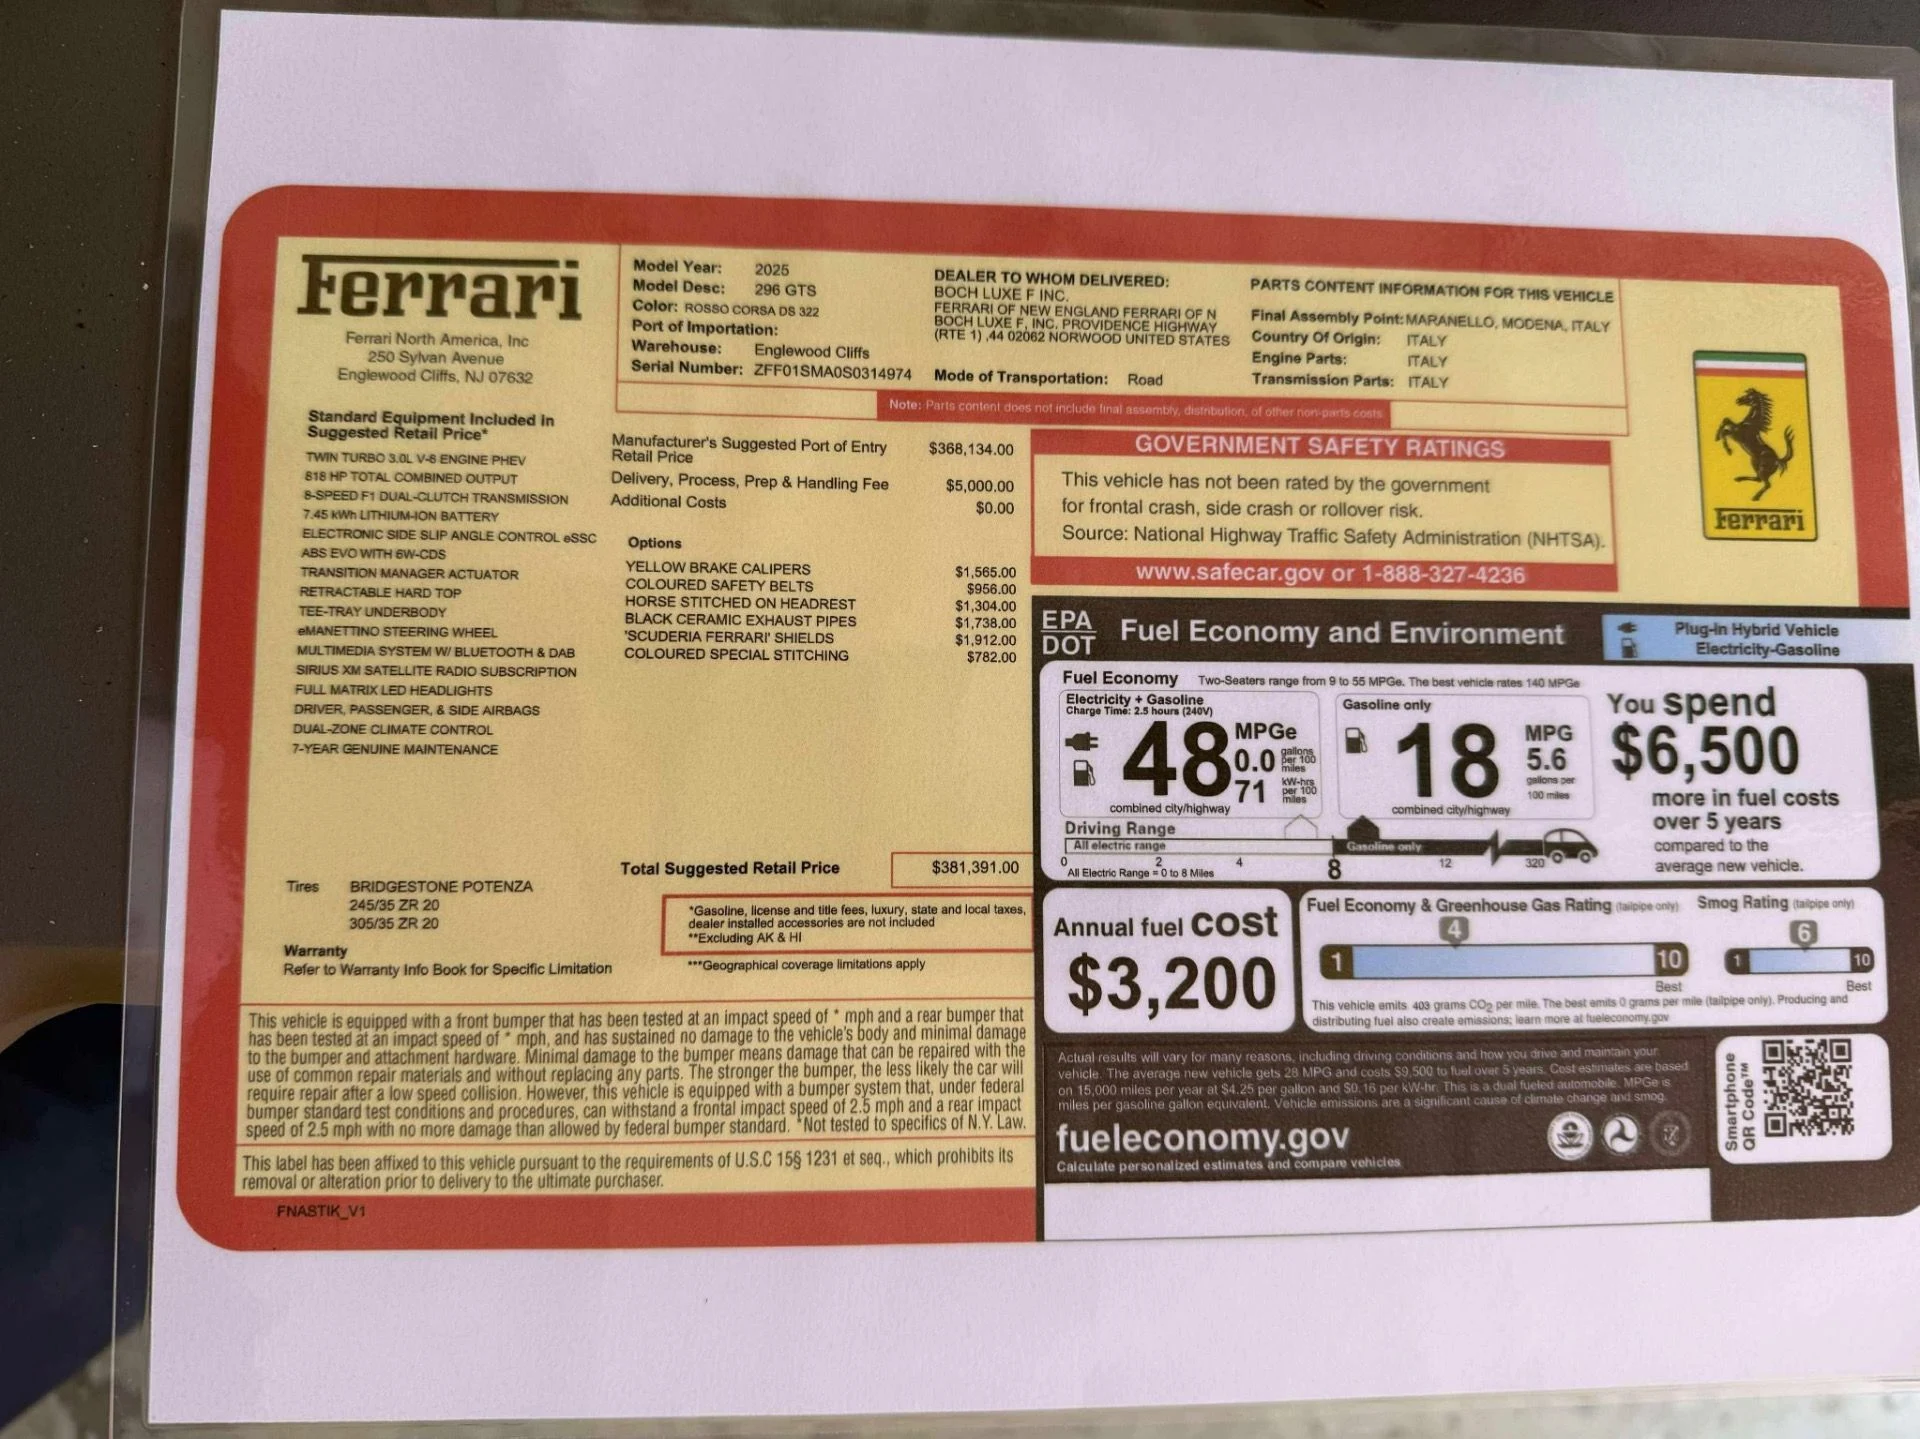 Ferrari
Ferrari North America, Inc
250 Sylvan Avenue
Englewood Cliffs, NJ 07632
Standard Equipment Included in
Suggested Retail Price*
TWIN TURBO 3.0L V-6 ENGINE PHEV
818 HP TOTAL COMBINED OUTPUT
8-SPEED F1 DUAL-CLUTCH TRANSMISSION
7.45 kWh LITHIUM-ION BATTERY
ELECTRONIC SIDE SLIP ANGLE CONTROL eSSC
ABS EVO WITH 6W-CDS
TRANSITION MANAGER ACTUATOR
RETRACTABLE HARD TOP
TEE-TRAY UNDERBODY
eMANETTINO STEERING WHEEL
MULTIMEDIA SYSTEM W/ BLUETOOTH & DAB
SIRIUS XM SATELLITE RADIO SUBSCRIPTION
FULL MATRIX LED HEADLIGHTS
DRIVER, PASSENGER, & SIDE AIRBAGS
DUAL-ZONE CLIMATE CONTROL
7-YEAR GENUINE MAINTENANCE
Tires BRIDGESTONE POTENZA
245/35 ZR 20
305/35 ZR 20
Warranty
Refer to Warranty Info Book for Specific Limitation
Model Year: 2025
Model Desc: 296 GTS
Color: ROSSO CORSA DS 322
Port of Importation:
Warehouse: Englewood Cliffs
Serial Number: ZFF01SMA0S0314974
DEALER TO WHOM DELIVERED:
BOCH LUXE F INC.
FERRARI OF NEW ENGLAND FERRARI OF N
BOCH LUXE F, INC. PROVIDENCE HIGHWAY
(RTE 1) ,44 02062 NORWOOD UNITED STATES
Mode of Transportation: Road
PARTS CONTENT INFORMATION FOR THIS VEHICLE
Final Assembly Point: MARANELLO, MODENA, ITALY
Country Of Origin: ITALY
Engine Parts: ITALY
Transmission Parts: ITALY
Note: Parts content does not include final assembly, distribution, of other non-parts costs
Manufacturer's Suggested Port of Entry
Retail Price $368,134.00
Delivery, Process, Prep & Handling Fee $5,000.00
Additional Costs $0.00
Options
YELLOW BRAKE CALIPERS $1,565.00
COLOURED SAFETY BELTS $956.00
HORSE STITCHED ON HEADREST $1,304.00
BLACK CERAMIC EXHAUST PIPES $1,738.00
'SCUDERIA FERRARI' SHIELDS $1,912.00
COLOURED SPECIAL STITCHING $782.00
Total Suggested Retail Price $381,391.00
*Gasoline, license and title fees, luxury, state and local taxes,
dealer installed accessories are not included
**Excluding AK & HI
***Geographical coverage limitations apply
GOVERNMENT SAFETY RATINGS
This vehicle has not been rated by the government
for frontal crash, side crash or rollover risk.
Source: National Highway Traffic Safety Administration (NHTSA).
www.safecar.gov or 1-888-327-4236
Ferrari
EPA
DOT
Fuel Economy and Environment
Plug-in Hybrid Vehicle
Electricity-Gasoline
Fuel Economy Two-Seaters range from 9 to 55 MPGe. The best vehicle rates 140 MPGe
Electricity + Gasoline
Charge Time: 2.5 hours (240V)
48 MPGe
0.0 gallons per 100 miles
71 kW-hrs per 100 miles
combined city/highway
Gasoline only
18 MPG
5.6
gallons per
100 miles
combined city/highway
You spend
$6,500
more in fuel costs
over 5 years
compared to the
average new vehicle.
Driving Range
All electric range Gasoline only
0 2 4 8 12 320
All Electric Range = 0 to 8 Miles
Annual fuel cost
$3,200
Fuel Economy & Greenhouse Gas Rating (tailpipe only)
4
1 10
Best
Smog Rating (tailpipe only)
6
1 10
Best
This vehicle emits 403 grams CO2 per mile. The best emits 0 grams per mile (tailpipe only). Producing and
distributing fuel also create emissions; learn more at fueleconomy.gov
Actual results will vary for many reasons, including driving conditions and how you drive and maintain your
vehicle. The average new vehicle gets 28 MPG and costs $9,500 to fuel over 5 years. Cost estimates are based
on 15,000 miles per year at $4.25 per gallon and $0.16 per kW-hr. This is a dual fueled automobile. MPGe is
miles per gasoline gallon equivalent. Vehicle emissions are a significant cause of climate change and smog.
fueleconomy.gov
Calculate personalized estimates and compare vehicles
Smartphone
QR Code™
This vehicle is equipped with a front bumper that has been tested at an impact speed of * mph and a rear bumper that
has been tested at an impact speed of * mph, and has sustained no damage to the vehicle's body and minimal damage
to the bumper and attachment hardware. Minimal damage to the bumper means damage that can be repaired with the
use of common repair materials and without replacing any parts. The stronger the bumper, the less likely the car will
require repair after a low speed collision. However, this vehicle is equipped with a bumper system that, under federal
bumper standard test conditions and procedures, can withstand a frontal impact speed of 2.5 mph and a rear impact
speed of 2.5 mph with no more damage than allowed by federal bumper standard. *Not tested to specifics of N.Y. Law.
This label has been affixed to this vehicle pursuant to the requirements of U.S.C 15§ 1231 et seq., which prohibits its
removal or alteration prior to delivery to the ultimate purchaser.
FNASTIK_V1